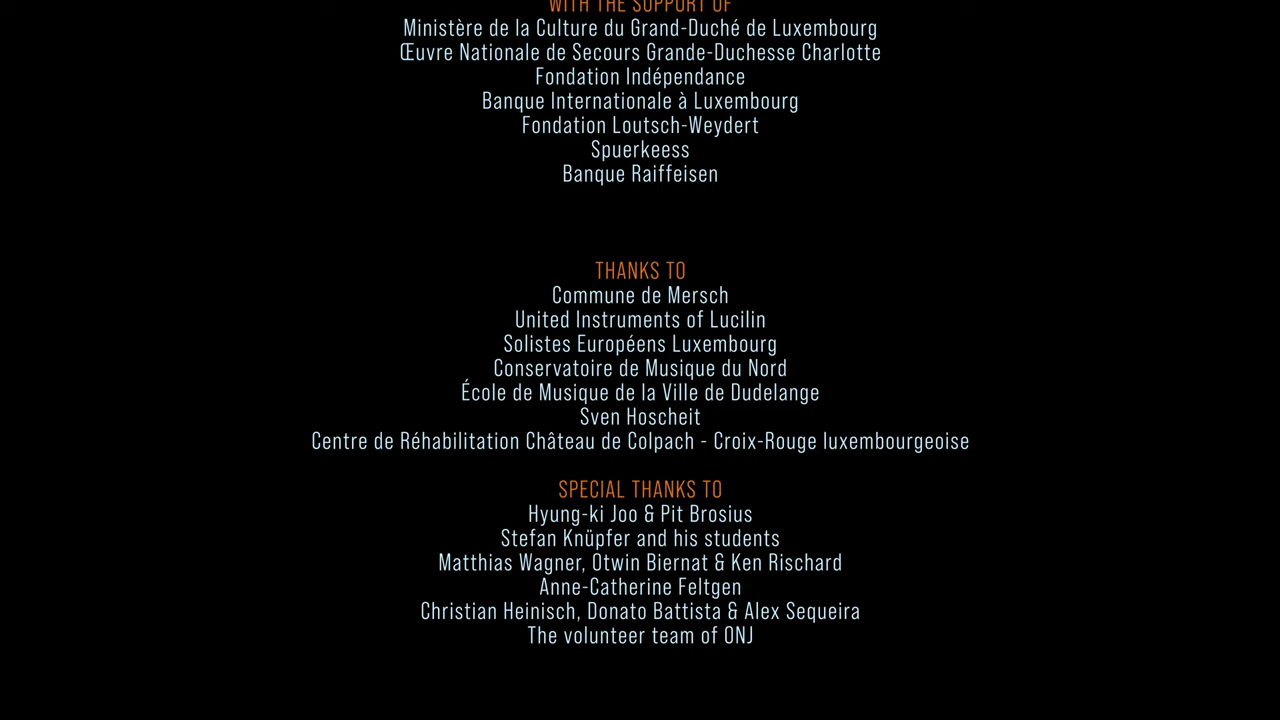 WITH THE SUPPORT OF
Ministère de la Culture du Grand-Duché de Luxembourg
Œuvre Nationale de Secours Grande-Duchesse Charlotte
Fondation Indépendance
Banque Internationale à Luxembourg
Fondation Loutsch-Weydert
Spuerkeess
Banque Raiffeisen
THANKS TO
Commune de Mersch
United Instruments of Lucilin
Solistes Européens Luxembourg
Conservatoire de Musique du Nord
École de Musique de la Ville de Dudelange
Sven Hoscheit
Centre de Réhabilitation Château de Colpach - Croix-Rouge luxembourgeoise
SPECIAL THANKS TO
Hyung-ki Joo & Pit Brosius
Stefan Knüpfer and his students
Matthias Wagner, Otwin Biernat & Ken Rischard
Anne-Catherine Feltgen
Christian Heinisch, Donato Battista & Alex Sequeira
The volunteer team of ONJ